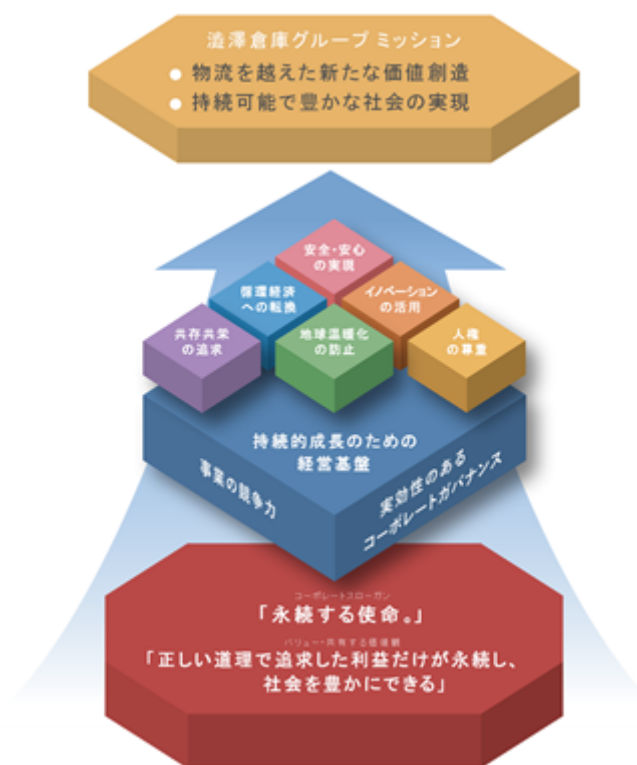 澁澤倉庫グループ ミッション
● 物流を越えた新たな価値創造
● 持続可能で豊かな社会の実現
安全・安心
の実現
循環経済
への転換
イノベーション
の活用
共存共栄
の追求
地球温暖化
の防止
人権
の尊重
持続的成長のための
経営基盤
事業の競争力
実効性のある
コーポレートガバナンス
コーポレートスローガン
「永続する使命。」
バリュー・共有する価値観
「正しい道理で追求した利益だけが永続し、
社会を豊かにできる」